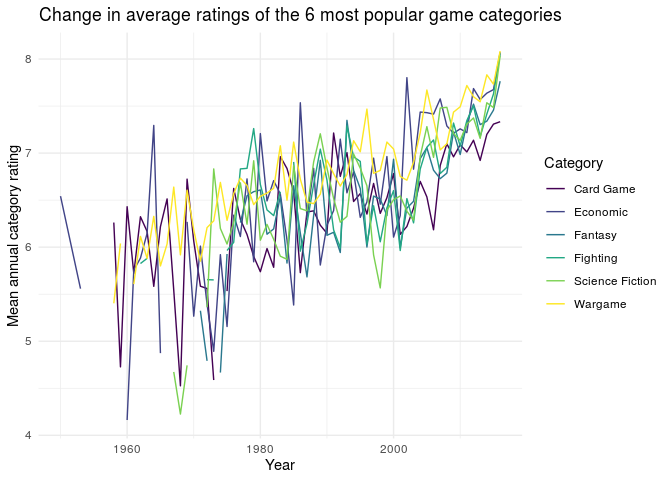 Change in average ratings of the 6 most popular game categories
8
7
6
5
4
Mean annual category rating
1960
1980
2000
Year
Category
Card Game
Economic
Fantasy
Fighting
Science Fiction
Wargame